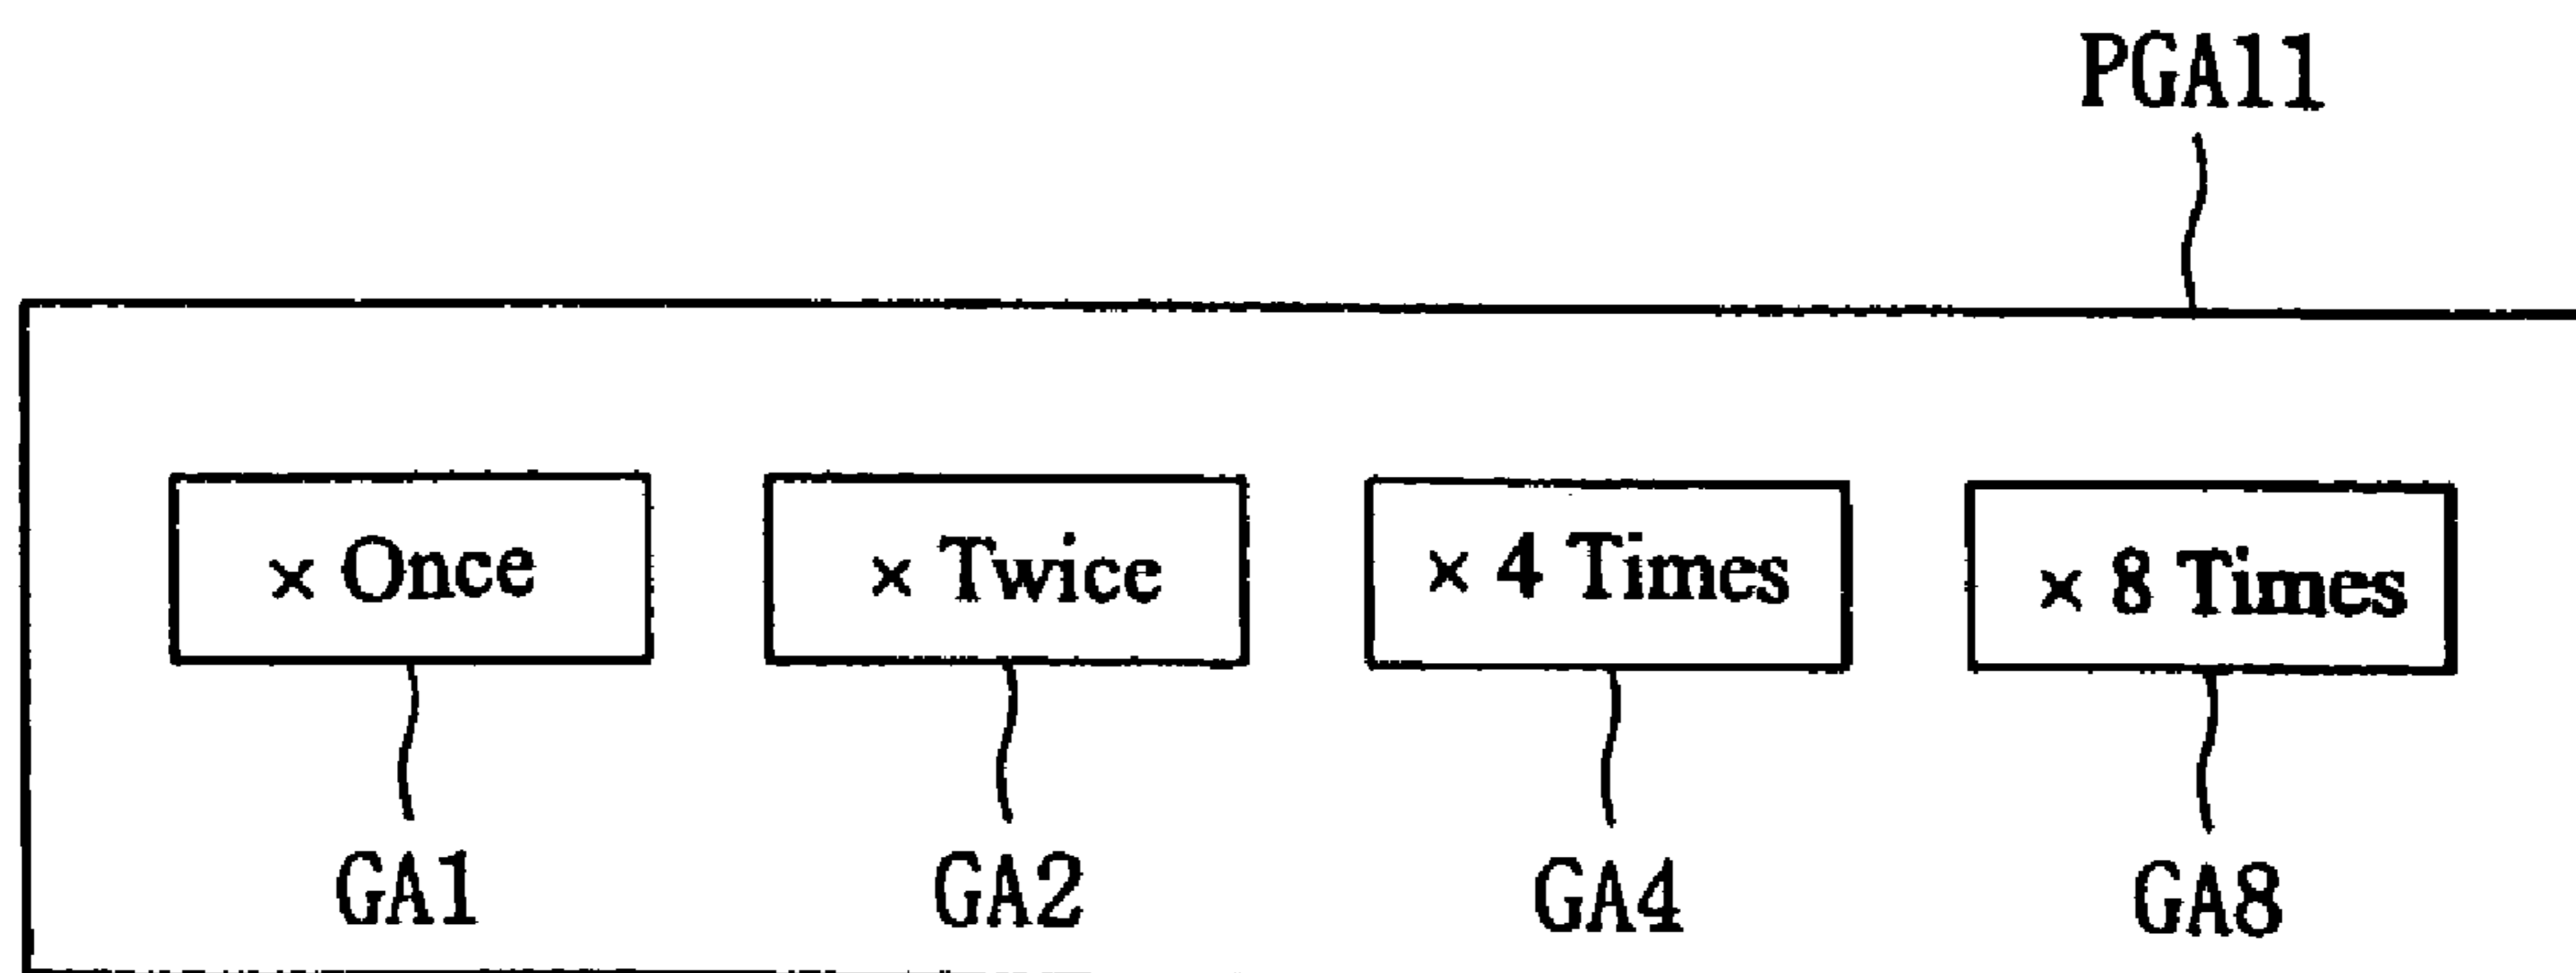 PGA11
× Once × Twice × 4 Times × 8 Times
GA1 GA2 GA4 GA8